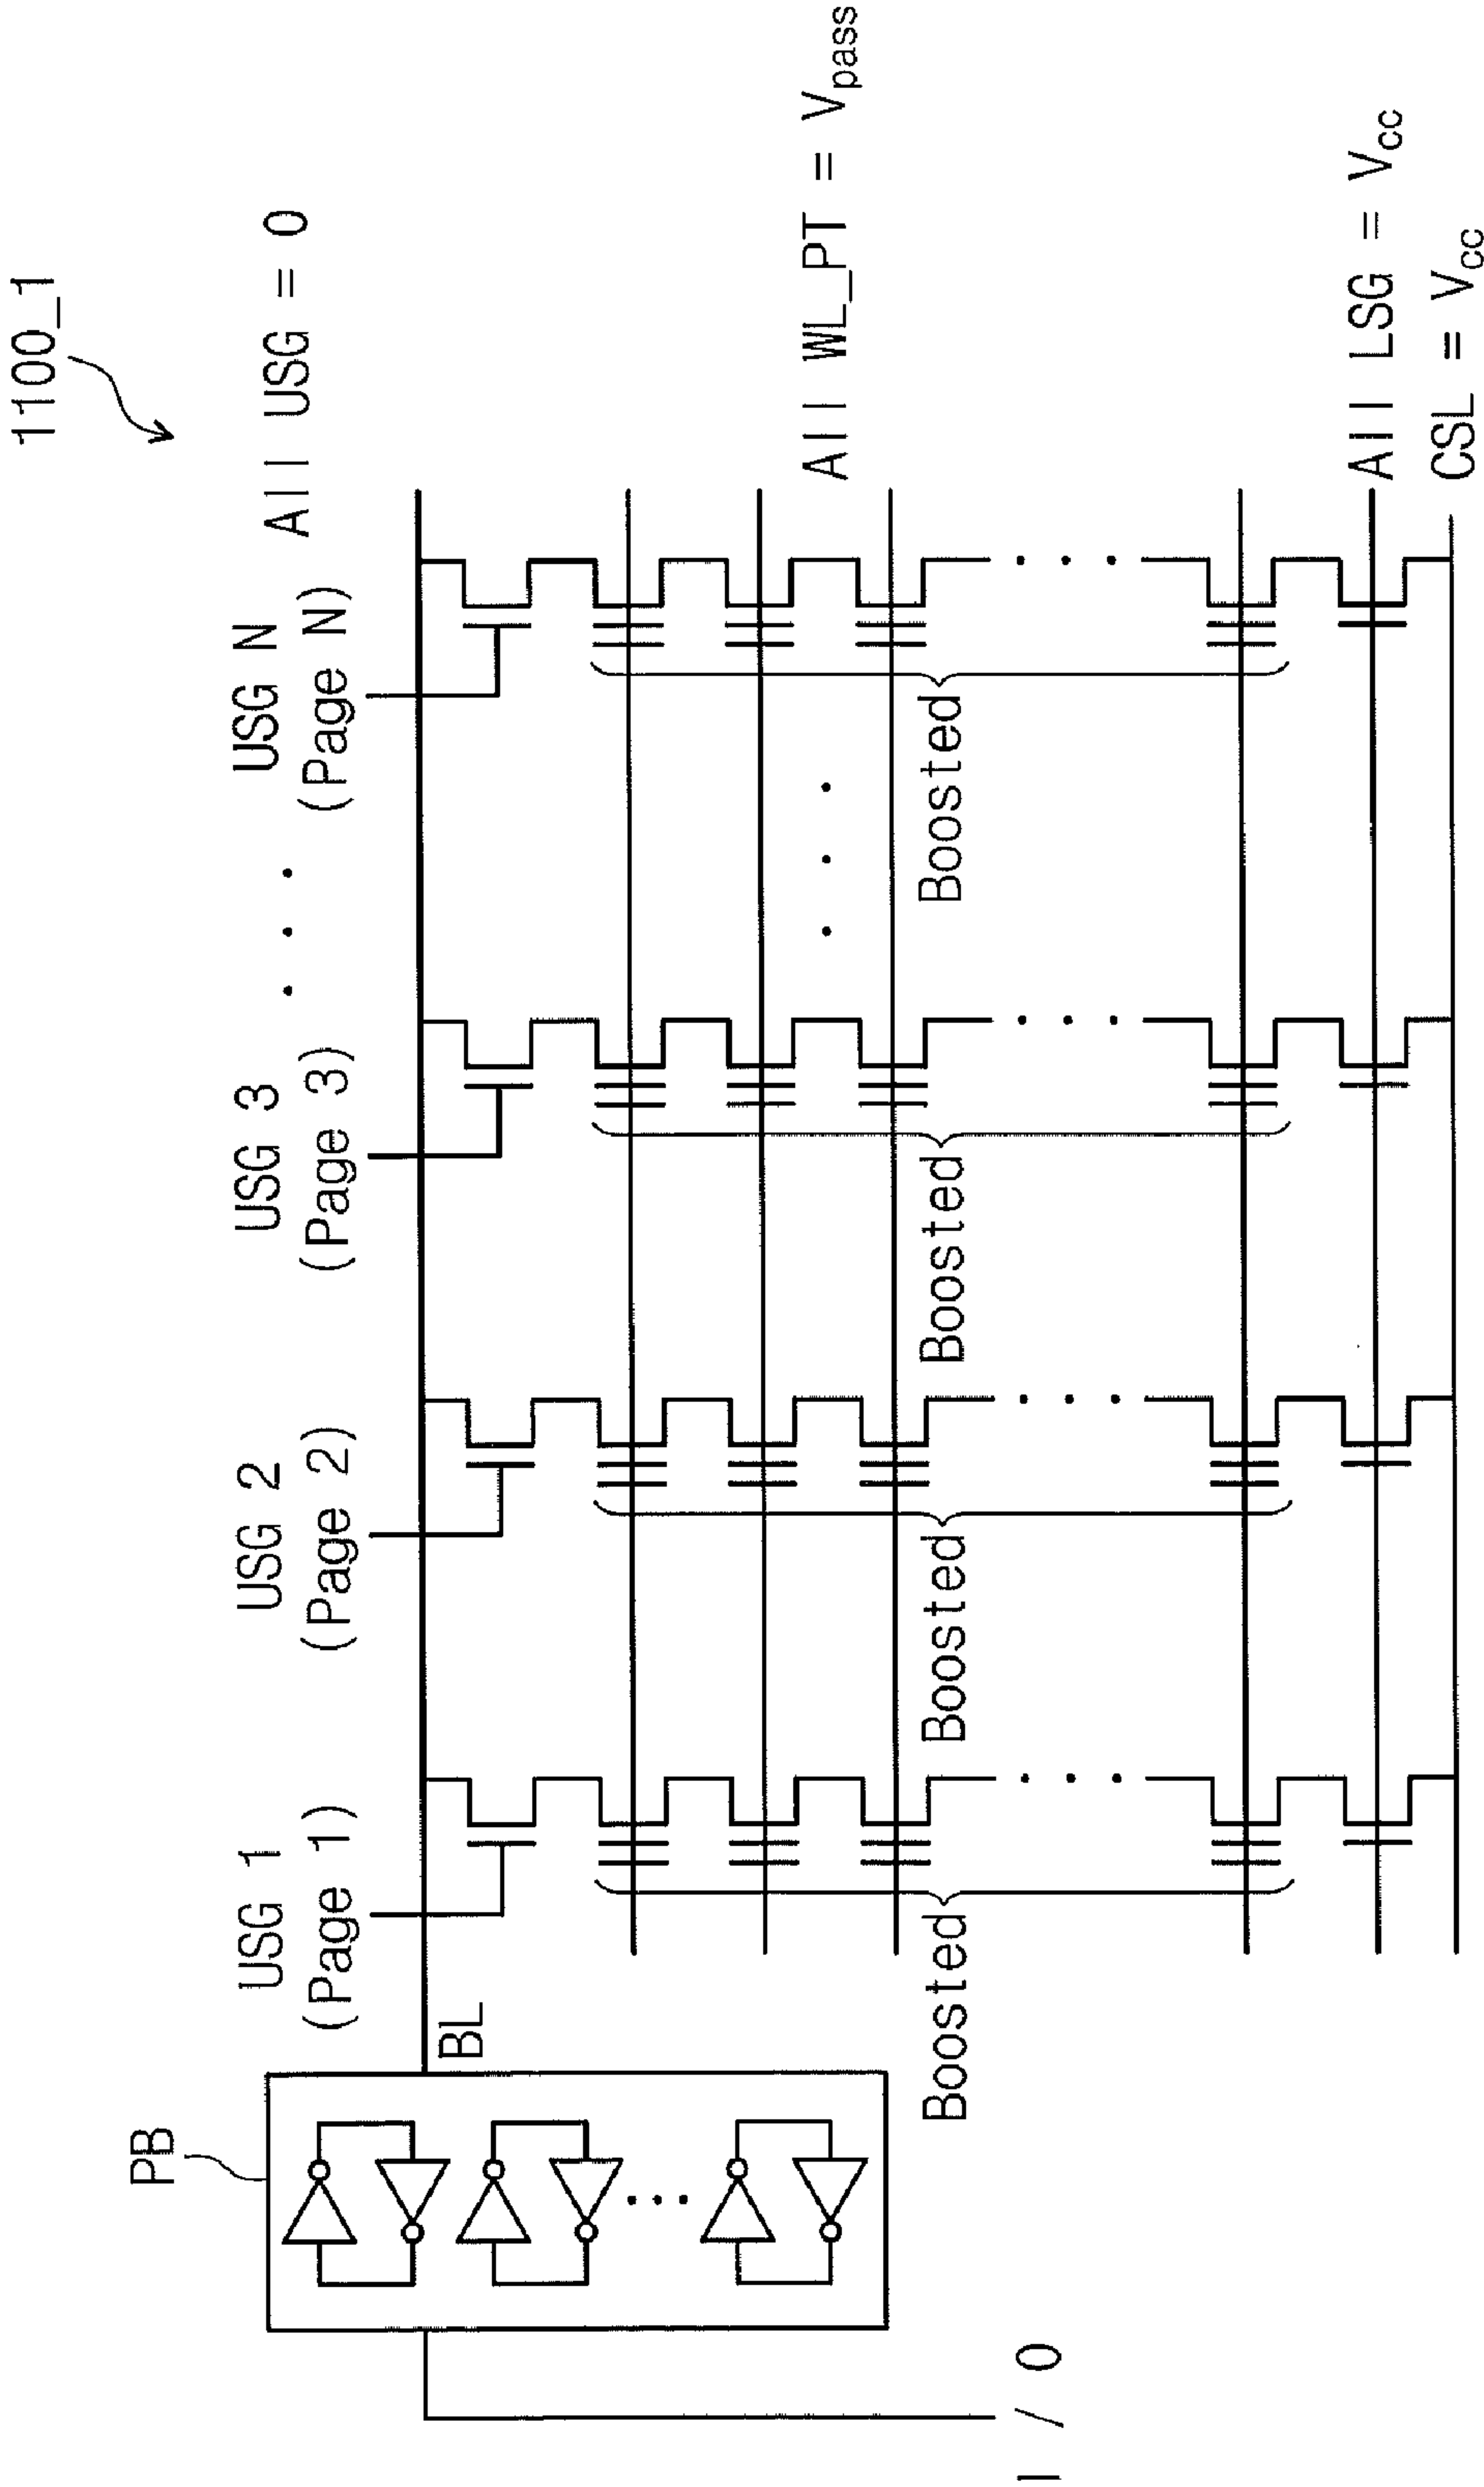 1100_1
All USG = 0
USG 1
(Page 1)
USG 2
(Page 2)
USG 3
(Page 3)
. . .
USG N
(Page N)
PB
BL
All WL_PT = Vpass
. . .
Boosted
Boosted
Boosted
Boosted
I / O
All LSG = Vcc
CSL = Vcc